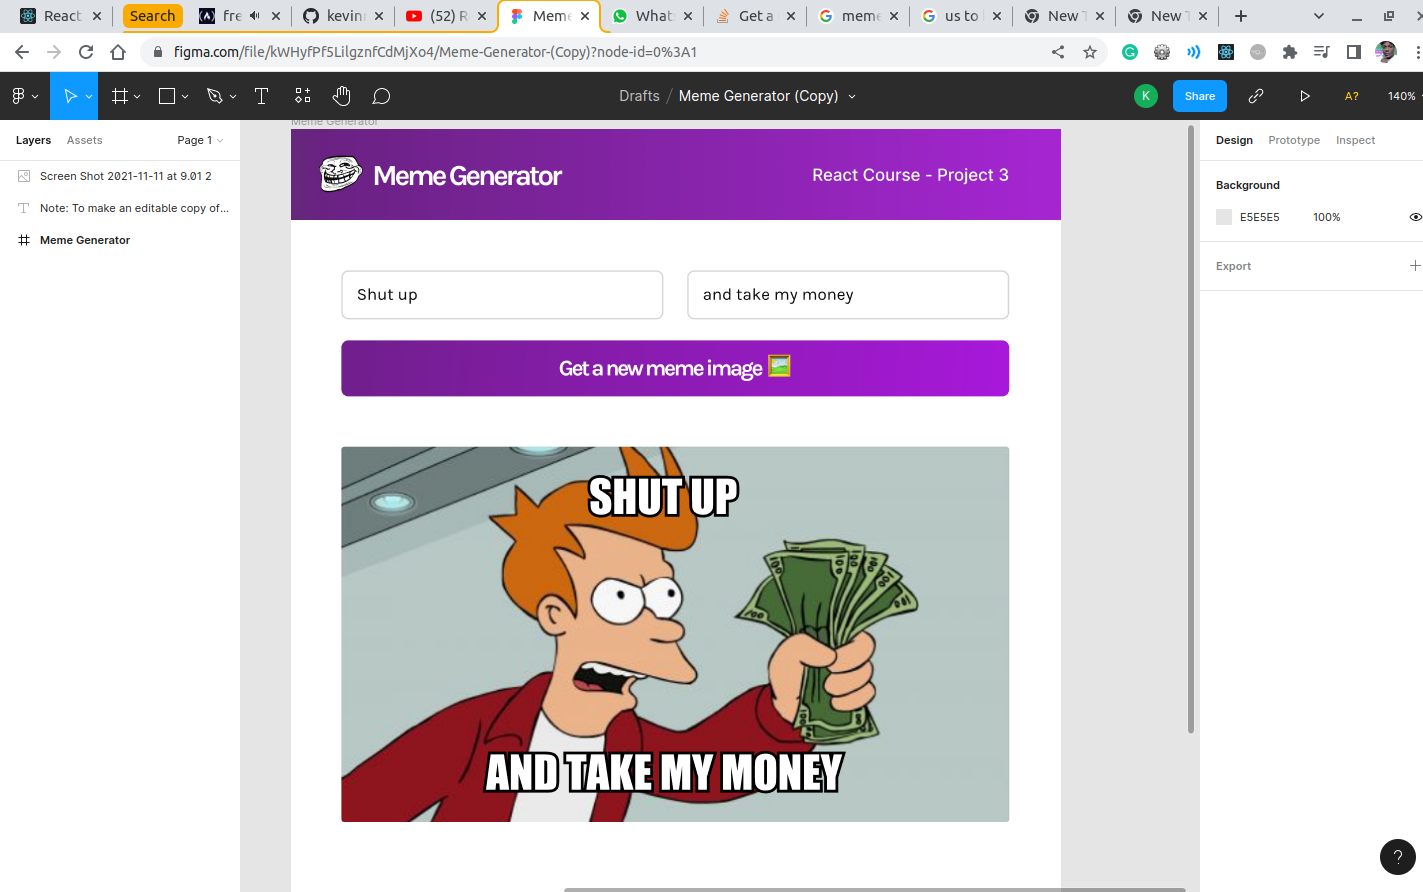 React
Search
fre
kevin
(52) R
Meme
What
Get a
meme
us to
New T
New T
figma.com/file/kWHyfPf5LilgznfCdMjXo4/Meme-Generator-(Copy)?node-id=0%3A1
Drafts / Meme Generator (Copy)
K
Share
A?
140%
Layers
Assets
Page 1
Screen Shot 2021-11-11 at 9.01 2
Note: To make an editable copy of...
Meme Generator
Meme Generator
Meme Generator
React Course - Project 3
Shut up
and take my money
Get a new meme image
SHUT UP
AND TAKE MY MONEY
Design
Prototype
Inspect
Background
E5E5E5
100%
Export
?